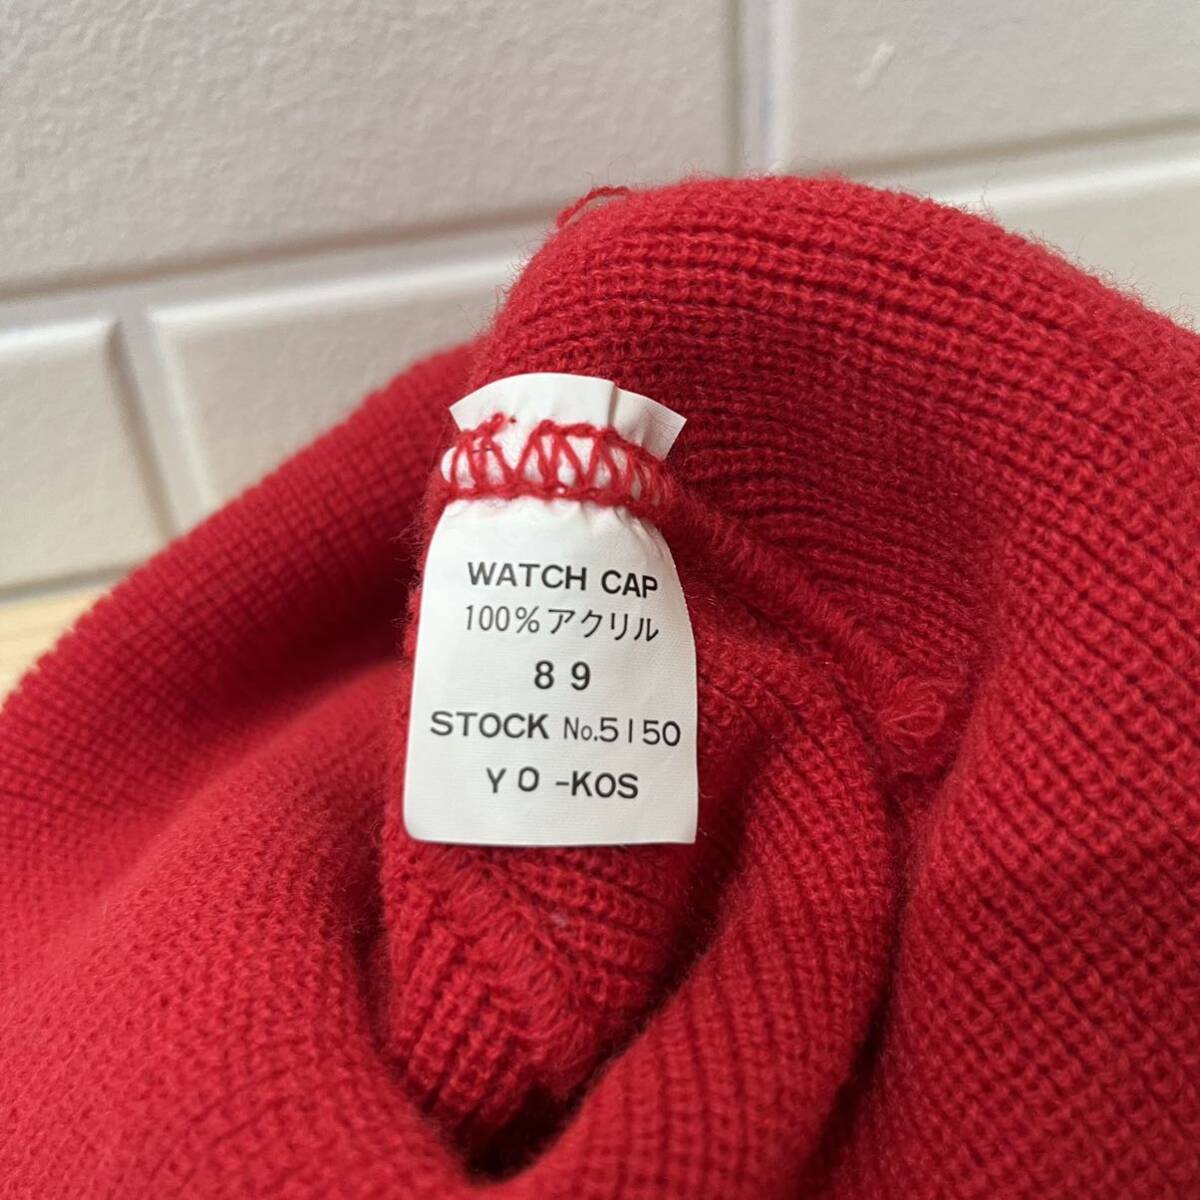 WATCH CAP
100%アクリル
89
STOCK No.5150
YO-KOS